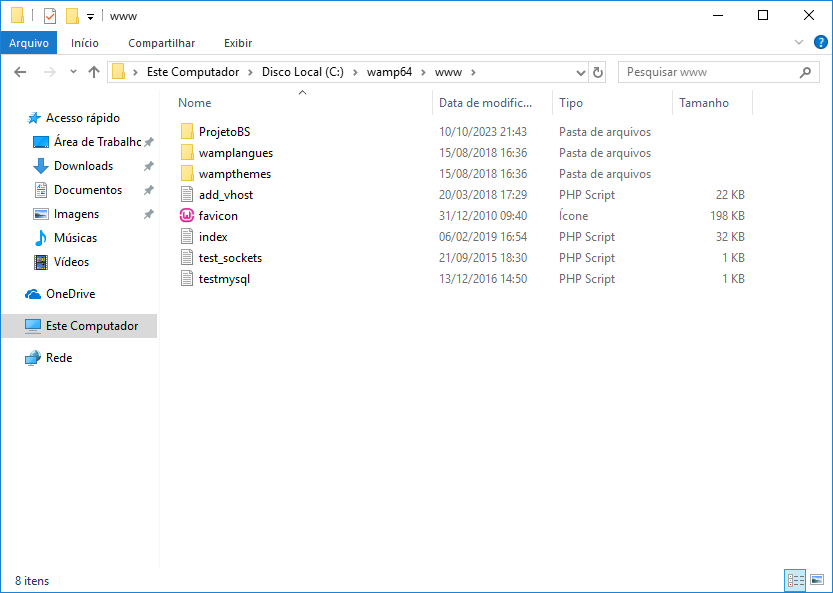 www
Arquivo Início Compartilhar Exibir
Este Computador Disco Local (C:) wamp64 www Pesquisar www
Nome Data de modific... Tipo Tamanho
Acesso rápido
Área de Trabalho
Downloads
Documentos
Imagens
Músicas
Vídeos
OneDrive
Este Computador
Rede
ProjetoBS 10/10/2023 21:43 Pasta de arquivos
wamplangues 15/08/2018 16:36 Pasta de arquivos
wampthemes 15/08/2018 16:36 Pasta de arquivos
add_vhost 20/03/2018 17:29 PHP Script 22 KB
favicon 31/12/2010 09:40 Ícone 198 KB
index 06/02/2019 16:54 PHP Script 32 KB
test_sockets 21/09/2015 18:30 PHP Script 1 KB
testmysql 13/12/2016 14:50 PHP Script 1 KB
8 itens